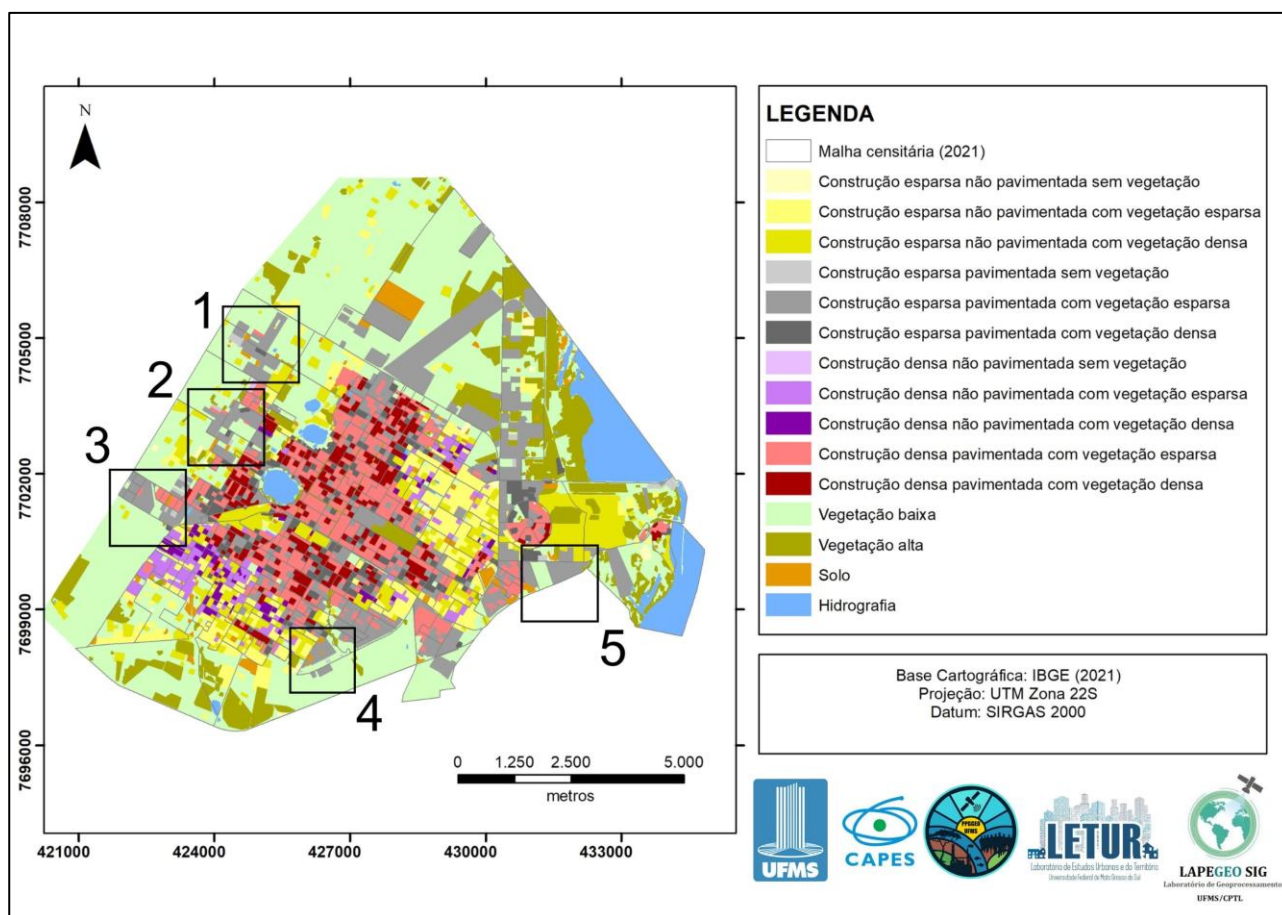 N
7708000
7705000
7702000
7699000
7696000
421000
424000
427000
430000
433000
1
2
3
4
5
0
1.250
2.500
5.000
metros
LEGENDA
Malha censitária (2021)
Construção esparsa não pavimentada sem vegetação
Construção esparsa não pavimentada com vegetação esparsa
Construção esparsa não pavimentada com vegetação densa
Construção esparsa pavimentada sem vegetação
Construção esparsa pavimentada com vegetação esparsa
Construção esparsa pavimentada com vegetação densa
Construção densa não pavimentada sem vegetação
Construção densa não pavimentada com vegetação esparsa
Construção densa não pavimentada com vegetação densa
Construção densa pavimentada com vegetação esparsa
Construção densa pavimentada com vegetação densa
Vegetação baixa
Vegetação alta
Solo
Hidrografia
Base Cartográfica: IBGE (2021)
Projeção: UTM Zona 22S
Datum: SIRGAS 2000
UFMS
CAPES
PPGGEO
UFMS
LETUR
Laboratório de Estudos Urbanos e do Território
Universidade Federal de Mato Grosso do Sul
LAPEGEO SIG
Laboratório de Geoprocessamento
UFMS/CPTL